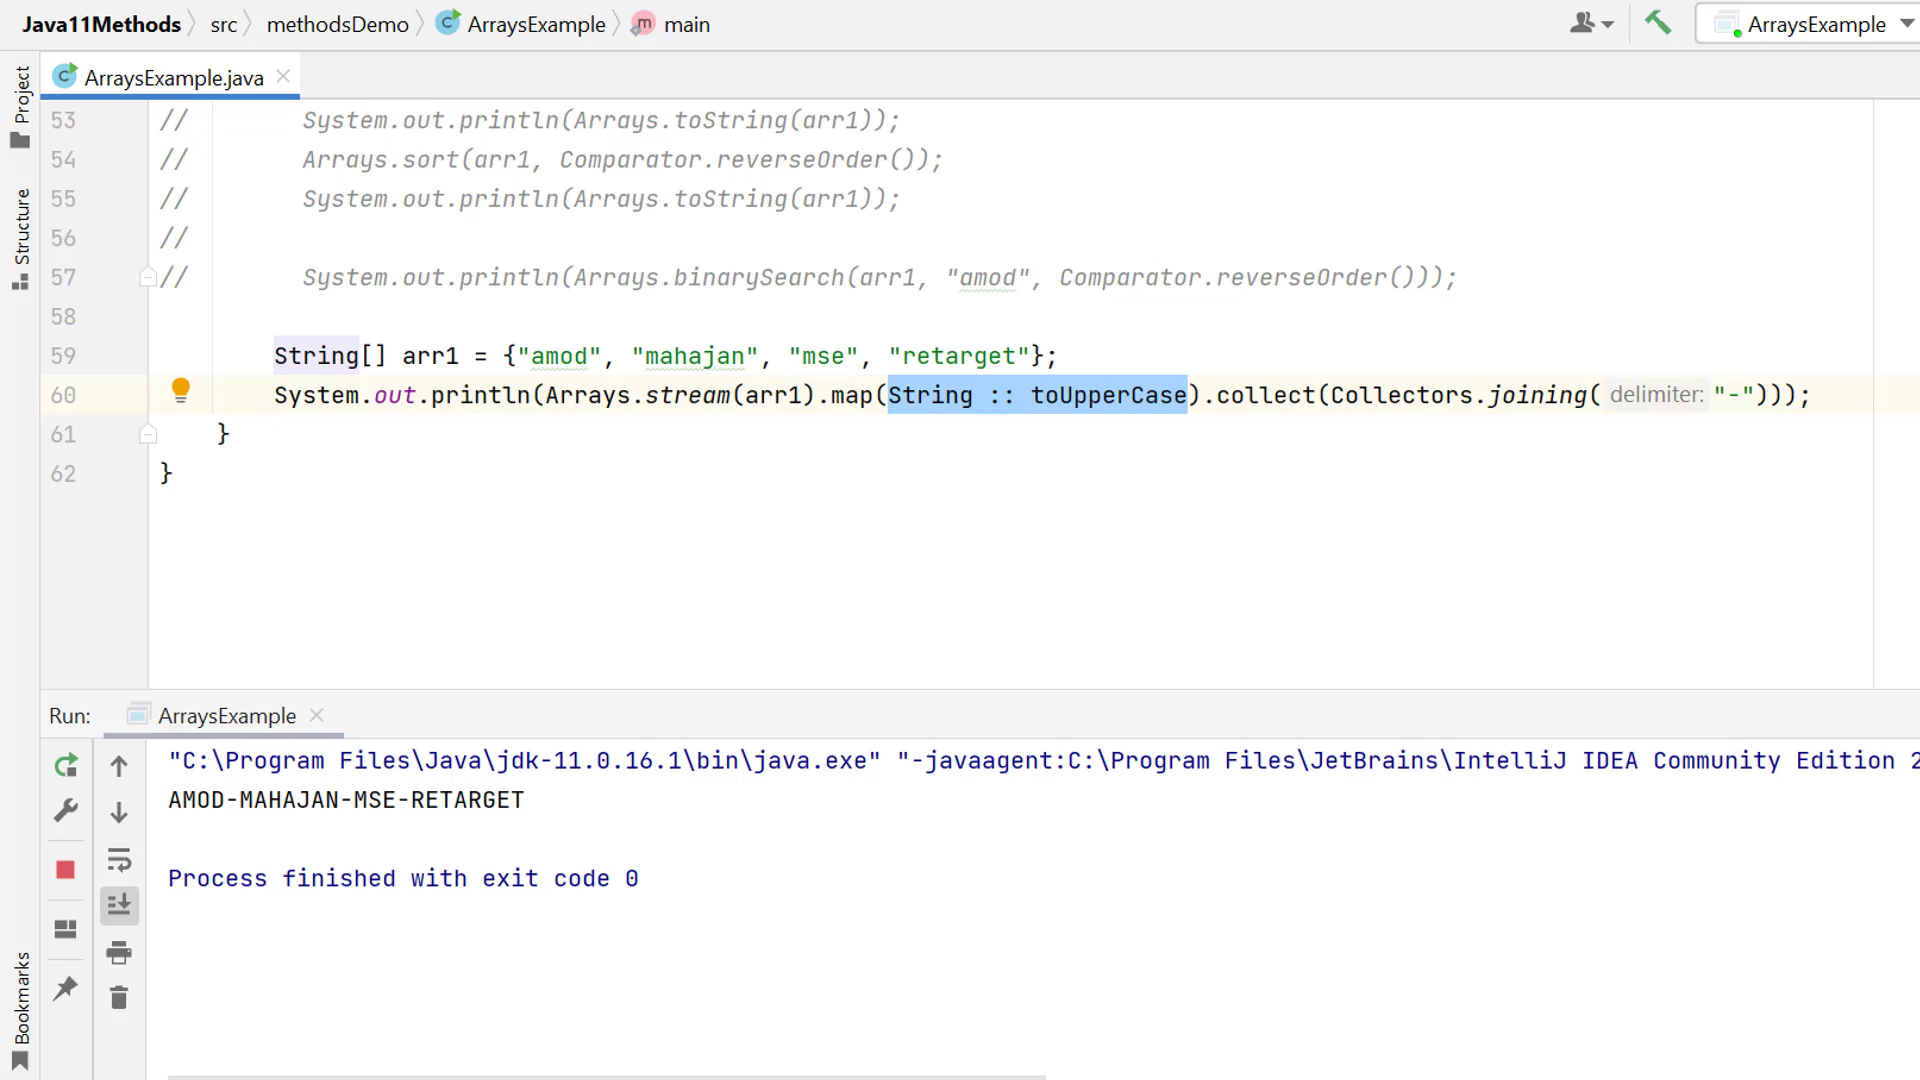 Java11Methods src methodsDemo ArraysExample main
ArraysExample
ArraysExample.java
Project
Structure
Bookmarks
53 // System.out.println(Arrays.toString(arr1));
54 // Arrays.sort(arr1, Comparator.reverseOrder());
55 // System.out.println(Arrays.toString(arr1));
56 //
57 // System.out.println(Arrays.binarySearch(arr1, "amod", Comparator.reverseOrder()));
58
59 String[] arr1 = {"amod", "mahajan", "mse", "retarget"};
60 System.out.println(Arrays.stream(arr1).map(String :: toUpperCase).collect(Collectors.joining( delimiter: "-")));
61 }
62 }
Run: ArraysExample
"C:\Program Files\Java\jdk-11.0.16.1\bin\java.exe" "-javaagent:C:\Program Files\JetBrains\IntelliJ IDEA Community Edition 2
AMOD-MAHAJAN-MSE-RETARGET
Process finished with exit code 0